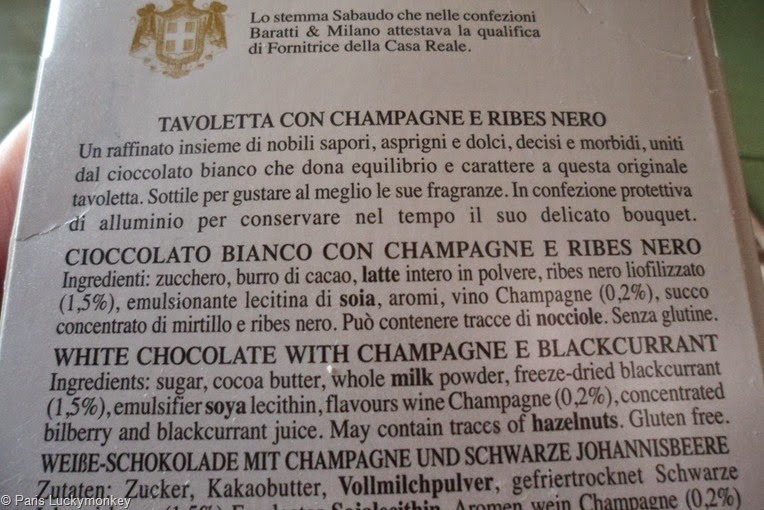 Lo stemma Sabaudo che nelle confezioni
Baratti & Milano attestava la qualifica
di Fornitrice della Casa Reale.
TAVOLETTA CON CHAMPAGNE E RIBES NERO
Un raffinato insieme di nobili sapori, asprigni e dolci, decisi e morbidi, uniti
dal cioccolato bianco che dona equilibrio e carattere a questa originale
tavoletta. Sottile per gustare al meglio le sue fragranze. In confezione protettiva
di alluminio per conservare nel tempo il suo delicato bouquet.
CIOCCOLATO BIANCO CON CHAMPAGNE E RIBES NERO
Ingredienti: zucchero, burro di cacao, latte intero in polvere, ribes nero liofilizzato
(1,5%), emulsionante lecitina di soia, aromi, vino Champagne (0,2%), succo
concentrato di mirtillo e ribes nero. Può contenere tracce di nocciole. Senza glutine.
WHITE CHOCOLATE WITH CHAMPAGNE E BLACKCURRANT
Ingredients: sugar, cocoa butter, whole milk powder, freeze-dried blackcurrant
(1,5%), emulsifier soya lecithin, flavours wine Champagne (0,2%), concentrated
bilberry and blackcurrant juice. May contain traces of hazelnuts. Gluten free.
WEIßE-SCHOKOLADE MIT CHAMPAGNE UND SCHWARZE JOHANNISBEERE
Zutaten: Zucker, Kakaobutter, Vollmilchpulver, gefriertrocknet Schwarze
(1,5%), Emulgator Sojalecithin, Aromen wein Champagne (0,2%)
© Paris Luckymonkey